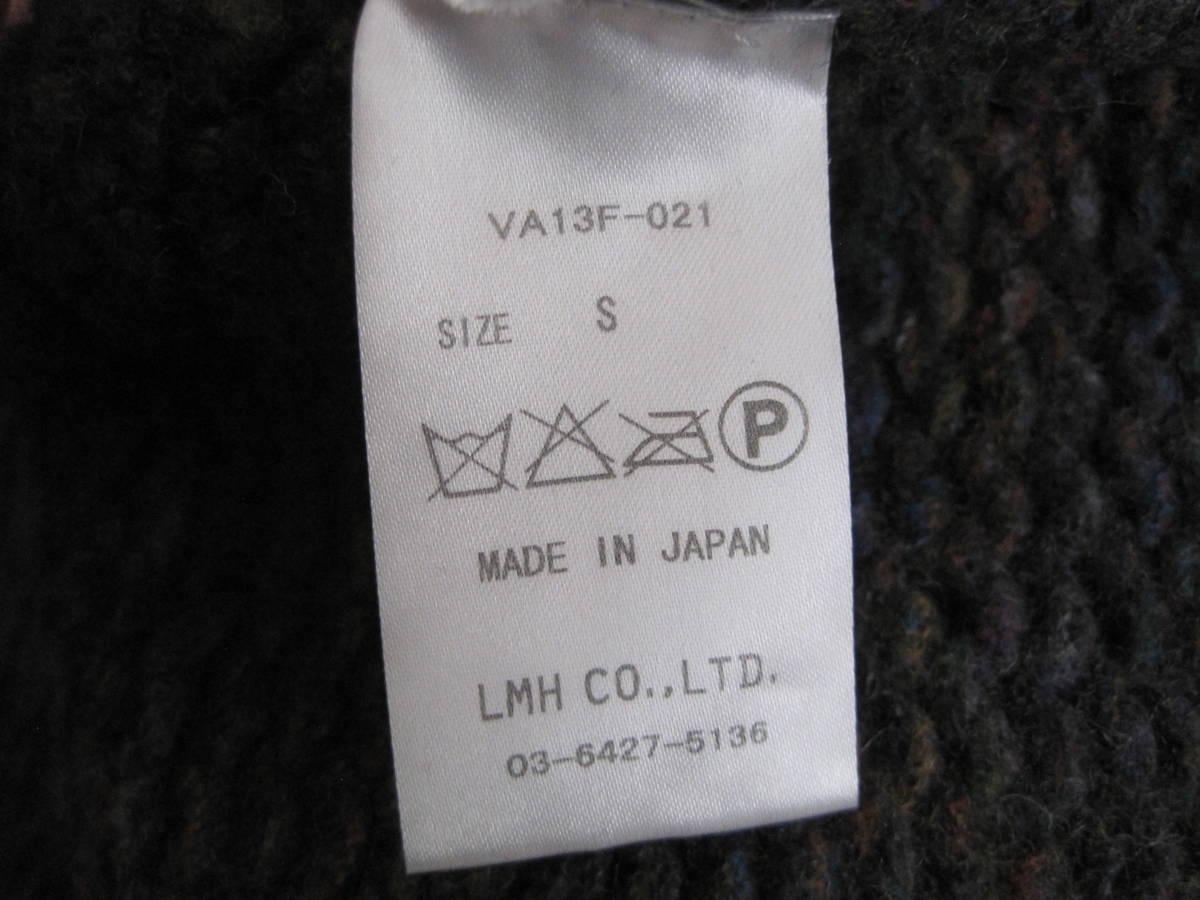 VA13F-021
SIZE S
P
MADE IN JAPAN
LMH CO.,LTD.
03-6427-5136